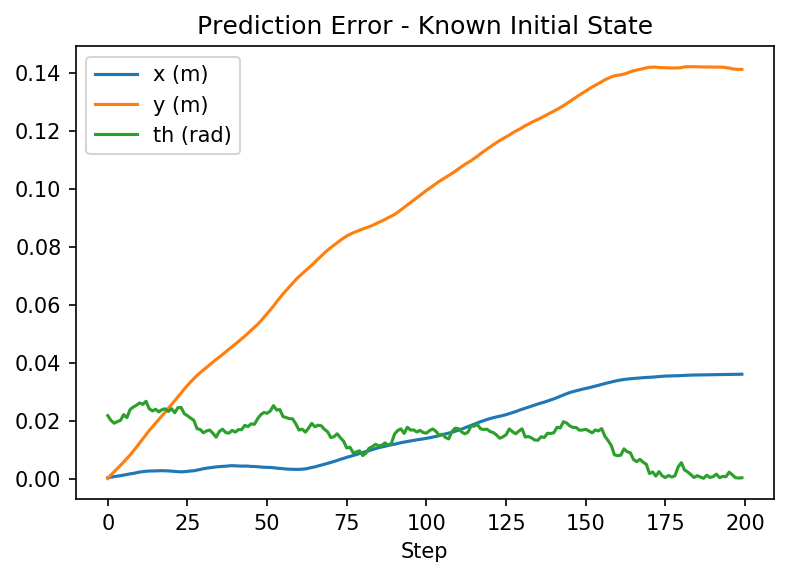 Prediction Error - Known Initial State
x (m)
y (m)
th (rad)
0.14
0.12
0.10
0.08
0.06
0.04
0.02
0.00
0 25 50 75 100 125 150 175 200
Step